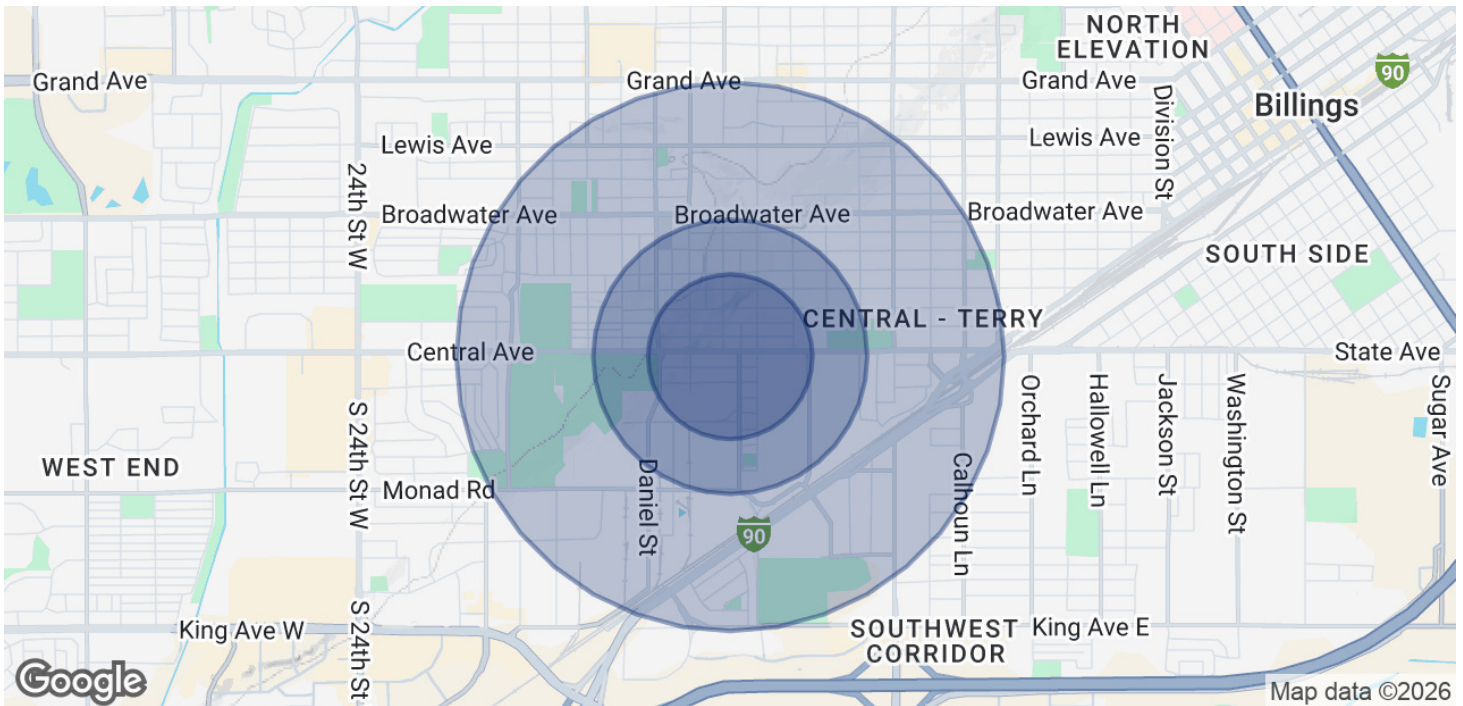 NORTH
ELEVATION
90
Grand Ave
Grand Ave
Grand Ave
Billings
Division St
Lewis Ave
Lewis Ave
24th St W
Broadwater Ave
Broadwater Ave
Broadwater Ave
SOUTH SIDE
CENTRAL - TERRY
Central Ave
State Ave
Orchard Ln
Hallowell Ln
Jackson St
Washington St
Sugar Ave
S 24th St W
WEST END
Monad Rd
Daniel St
Calhoun Ln
90
S 24th St
King Ave W
SOUTHWEST
CORRIDOR
King Ave E
Google
Map data ©2026